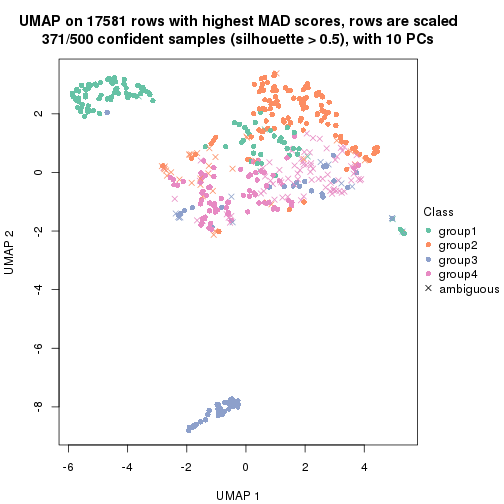 UMAP on 17581 rows with highest MAD scores, rows are scaled
371/500 confident samples (silhouette > 0.5), with 10 PCs
2
0
-2
-4
-6
-8
UMAP 2
-6 -4 -2 0 2 4
UMAP 1
Class
group1
group2
group3
group4
ambiguous